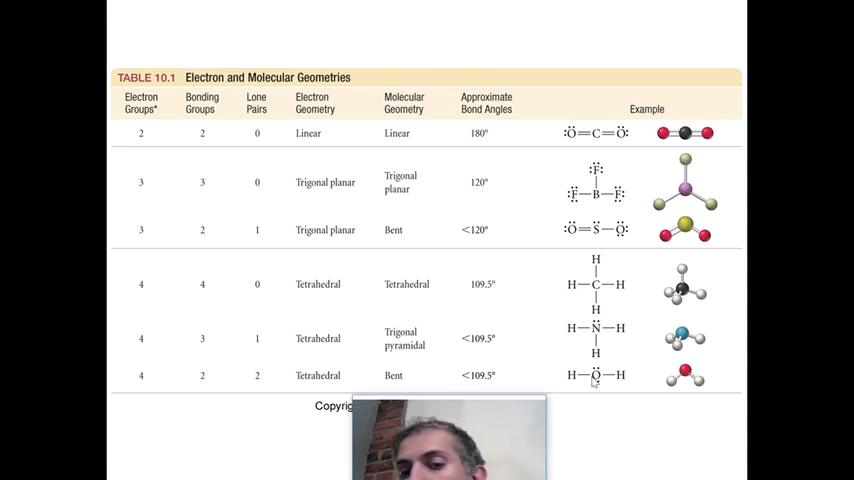 TABLE 10.1 Electron and Molecular Geometries
Electron Groups* Bonding Groups Lone Pairs Electron Geometry Molecular Geometry Approximate Bond Angles Example
2 2 0 Linear Linear 180° :Ö=C=Ö:
3 3 0 Trigonal planar Trigonal planar 120° :F: :F—B—F:
3 2 1 Trigonal planar Bent <120° :Ö=S—O:
4 4 0 Tetrahedral Tetrahedral 109.5° H H—C—H H
4 3 1 Tetrahedral Trigonal pyramidal <109.5° H—N—H H
4 2 2 Tetrahedral Bent <109.5° H—O—H